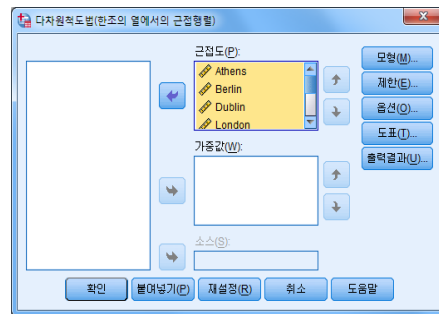 다차원척도법(한조의 열에서의 근접행렬)
근접도(P):
Athens
Berlin
Dublin
London
가중값(W):
소스(S):
모형(M)...
제한(E)...
옵션(O)...
도표(T)...
출력결과(U)...
확인
붙여넣기(P)
재설정(R)
취소
도움말